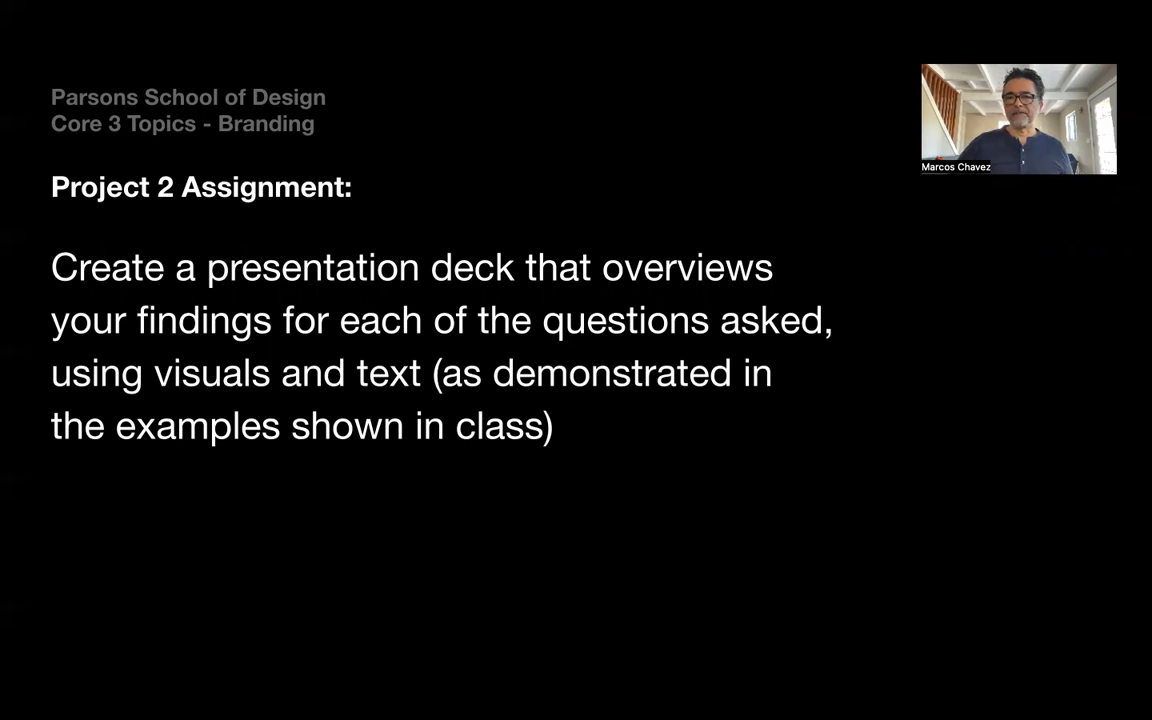 Parsons School of Design
Core 3 Topics - Branding
Project 2 Assignment:
Create a presentation deck that overviews
your findings for each of the questions asked,
using visuals and text (as demonstrated in
the examples shown in class)
Marcos Chavez